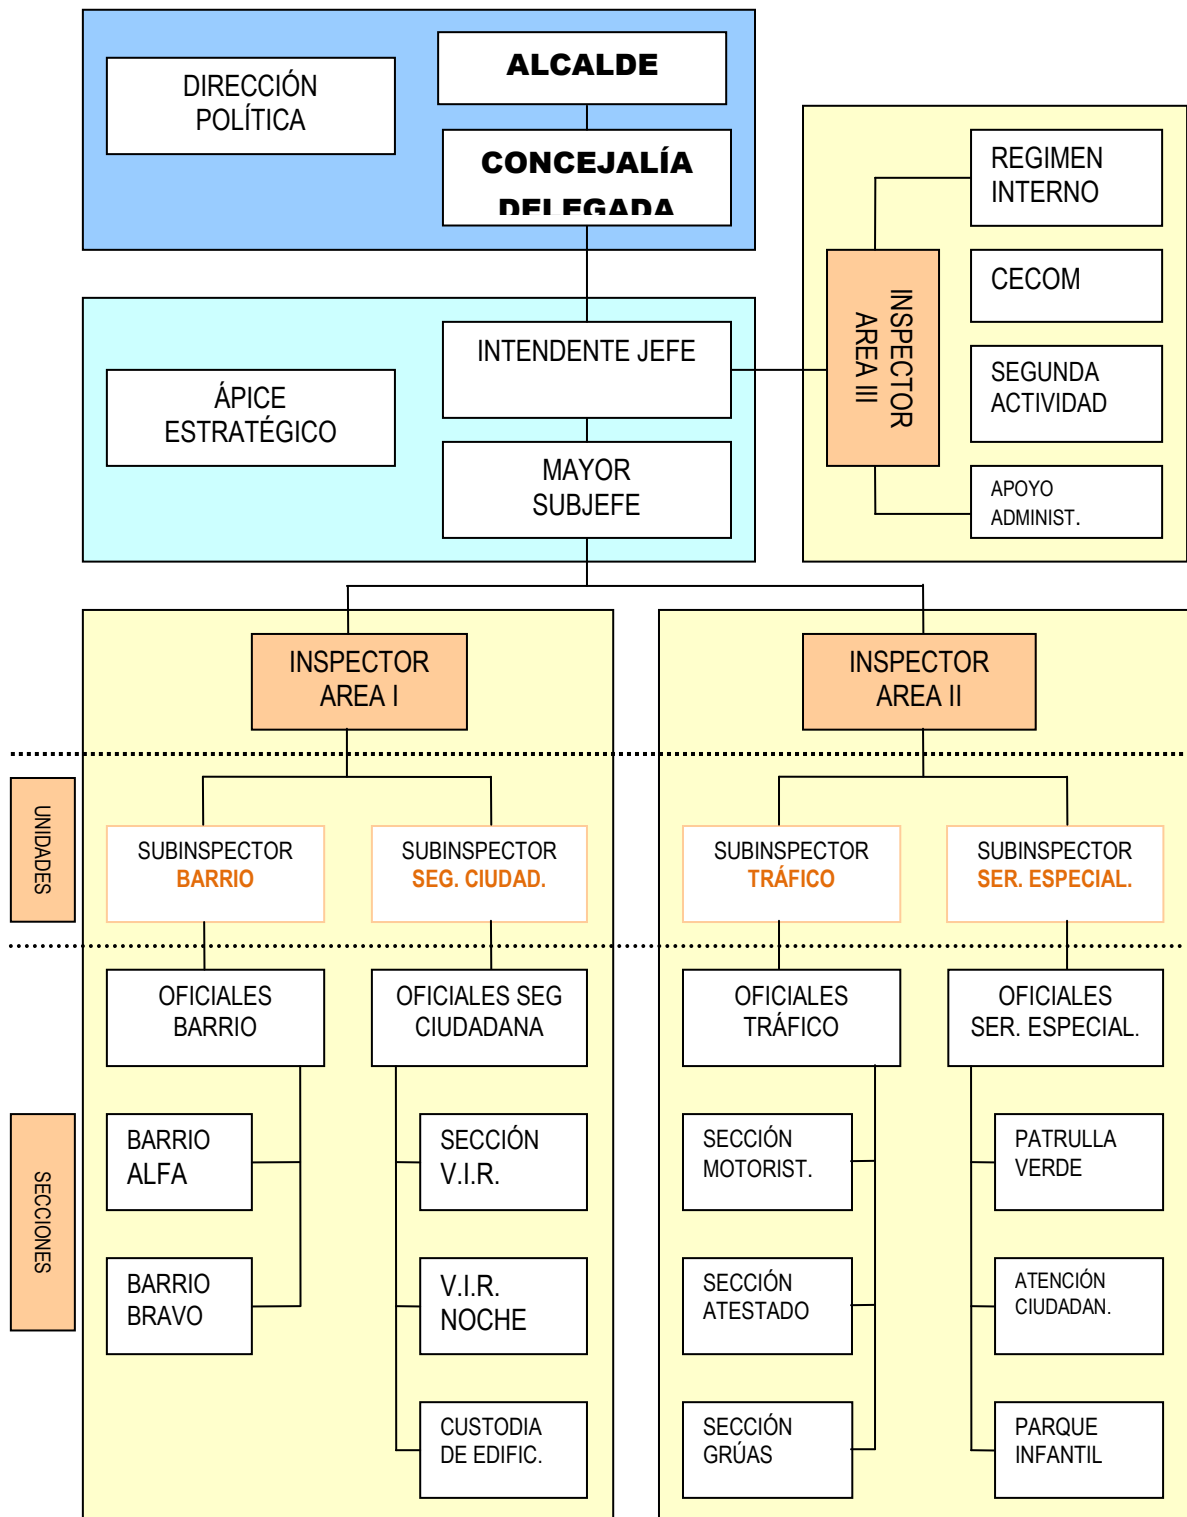 DIRECCIÓN
POLÍTICA
ALCALDE
CONCEJALÍA
DELEGADA
REGIMEN
INTERNO
CECOM
SEGUNDA
ACTIVIDAD
APOYO
ADMINIST.
INSPECTOR
AREA III
ÁPICE
ESTRATÉGICO
INTENDENTE JEFE
MAYOR
SUBJEFE
INSPECTOR
AREA I
INSPECTOR
AREA II
UNIDADES
SUBINSPECTOR
BARRIO
SUBINSPECTOR
SEG. CIUDAD.
SUBINSPECTOR
TRÁFICO
SUBINSPECTOR
SER. ESPECIAL.
OFICIALES
BARRIO
OFICIALES SEG
CIUDADANA
OFICIALES
TRÁFICO
OFICIALES
SER. ESPECIAL.
SECCIONES
BARRIO
ALFA
SECCIÓN
V.I.R.
SECCIÓN
MOTORIST.
PATRULLA
VERDE
BARRIO
BRAVO
V.I.R.
NOCHE
SECCIÓN
ATESTADO
ATENCIÓN
CIUDADAN.
CUSTODIA
DE EDIFIC.
SECCIÓN
GRÚAS
PARQUE
INFANTIL